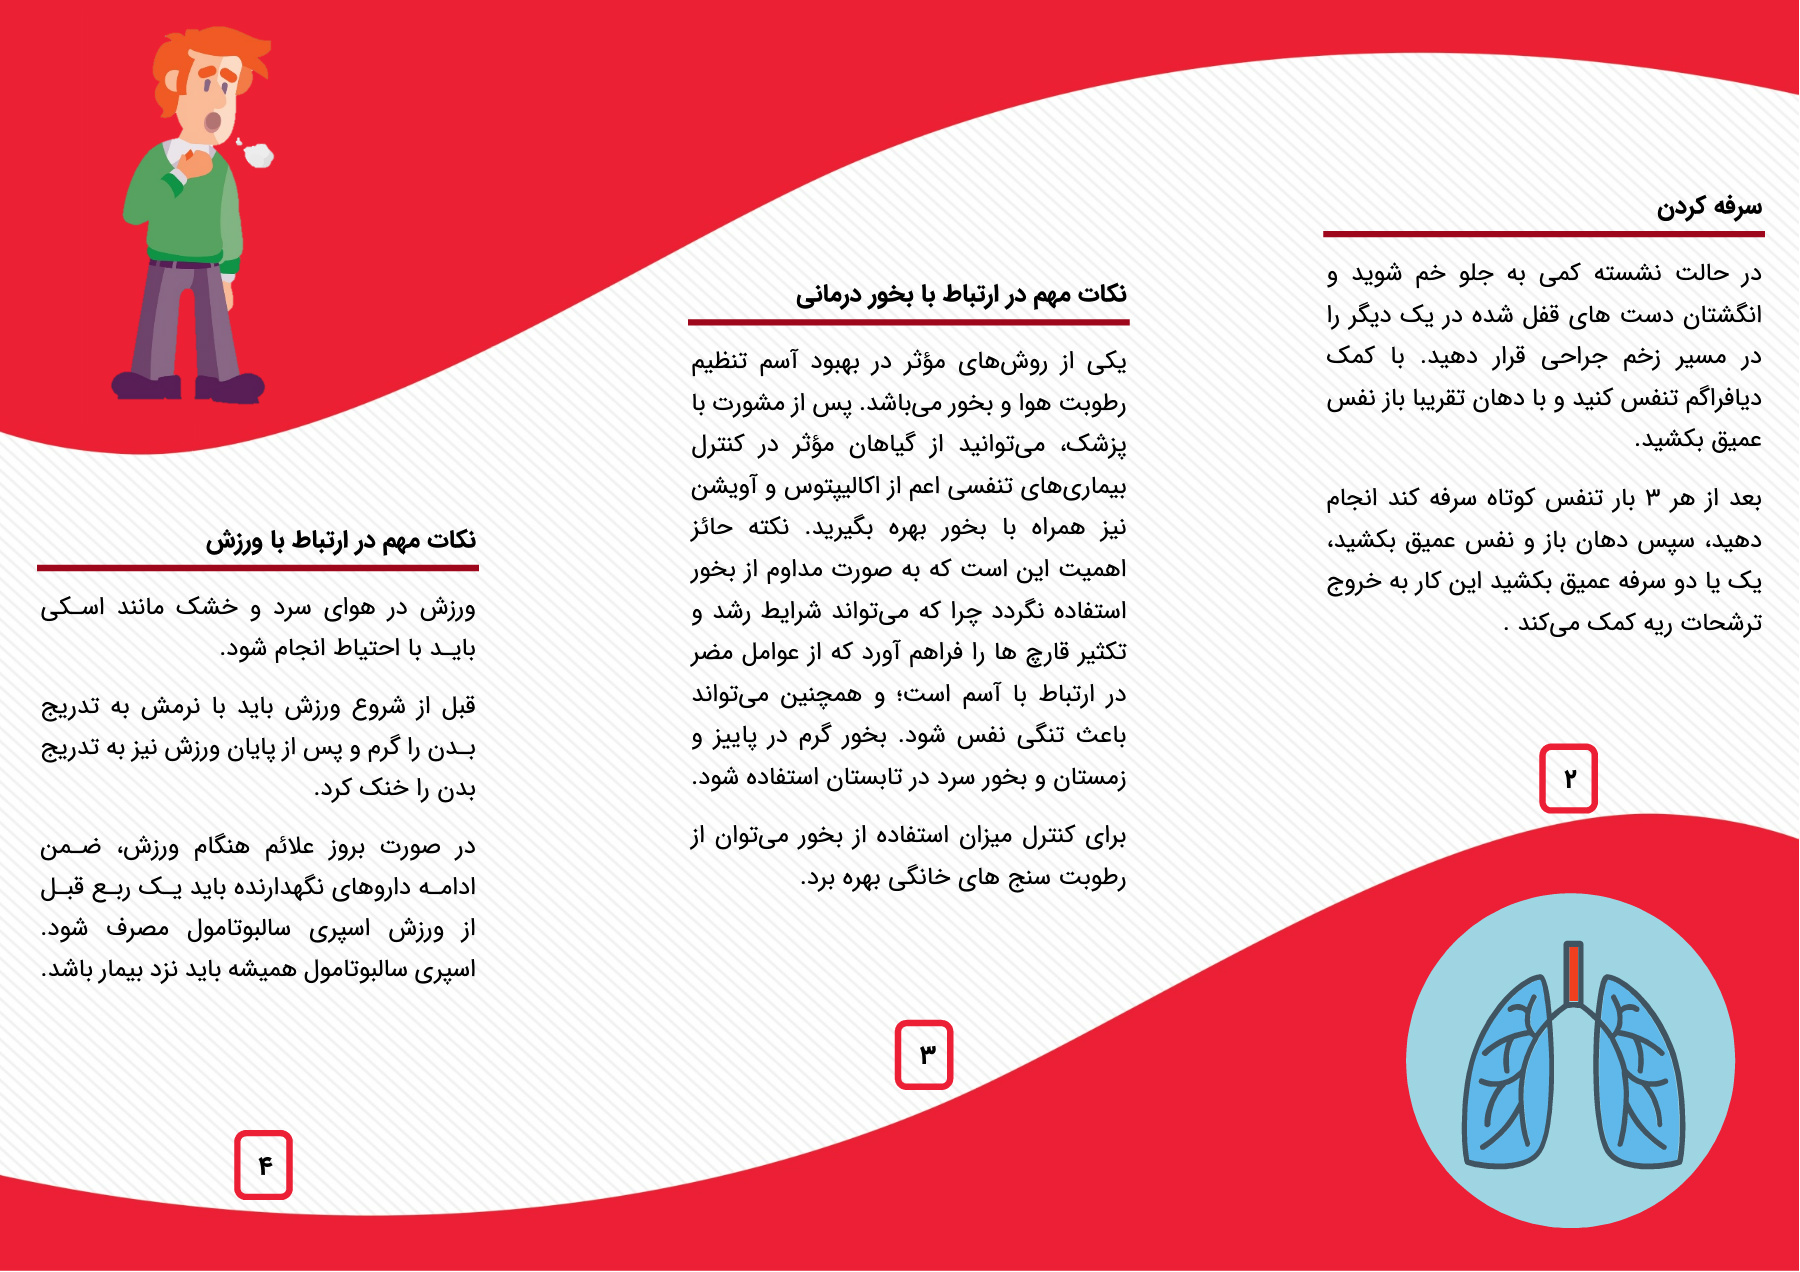 سرفه کردن
در حالت نشسته کمی به جلو خم شوید و
انگشتان دست های قفل شده در یک دیگر را
در مسیر زخم جراحی قرار دهید. با کمک
دیافراگم تنفس کنید و با دهان تقریبا باز نفس
عمیق بکشید.
بعد از هر ۳ بار تنفس کوتاه سرفه کند انجام
دهید، سپس دهان باز و نفس عمیق بکشید،
یک یا دو سرفه عمیق بکشید این کار به خروج
ترشحات ریه کمک می‌کند .
۲
نکات مهم در ارتباط با بخور درمانی
یکی از روش‌های مؤثر در بهبود آسم تنظیم
رطوبت هوا و بخور می‌باشد. پس از مشورت با
پزشک، می‌توانید از گیاهان مؤثر در کنترل
بیماری‌های تنفسی اعم از اکالیپتوس و آویشن
نیز همراه با بخور بهره بگیرید. نکته حائز
اهمیت این است که به صورت مداوم از بخور
استفاده نگردد چرا که می‌تواند شرایط رشد و
تکثیر قارچ ها را فراهم آورد که از عوامل مضر
در ارتباط با آسم است؛ و همچنین می‌تواند
باعث تنگی نفس شود. بخور گرم در پاییز و
زمستان و بخور سرد در تابستان استفاده شود.
برای کنترل میزان استفاده از بخور می‌توان از
رطوبت سنج های خانگی بهره برد.
۳
نکات مهم در ارتباط با ورزش
ورزش در هوای سرد و خشک مانند اسـکی
بایـد با احتیاط انجام شود.
قبل از شروع ورزش باید با نرمش به تدریج
بـدن را گرم و پس از پایان ورزش نیز به تدریج
بدن را خنک کرد.
در صورت بروز علائم هنگام ورزش، ضـمن
ادامـه داروهای نگهدارنده باید یـک ربـع قبـل
از ورزش اسپری سالبوتامول مصرف شود.
اسپری سالبوتامول همیشه باید نزد بیمار باشد.
۴